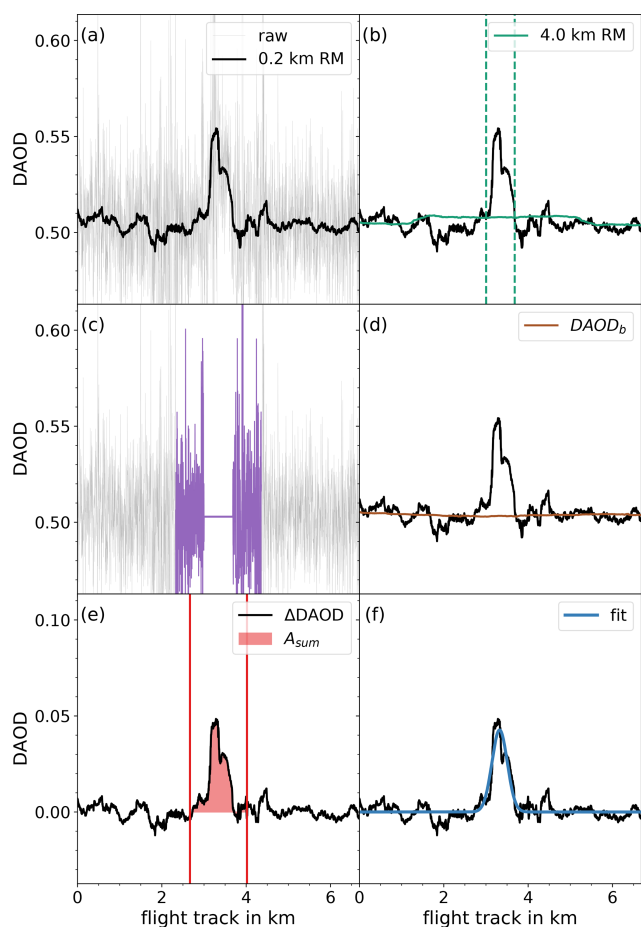 (a)
raw
0.2 km RM
(b)
4.0 km RM
0.60
0.55
0.50
DAOD
(c)
(d)
DAOD_b
0.60
0.55
0.50
DAOD
(e)
ΔDAOD
A_sum
(f)
fit
0.10
0.05
0.00
DAOD
0 2 4 6
0 2 4 6
flight track in km
flight track in km